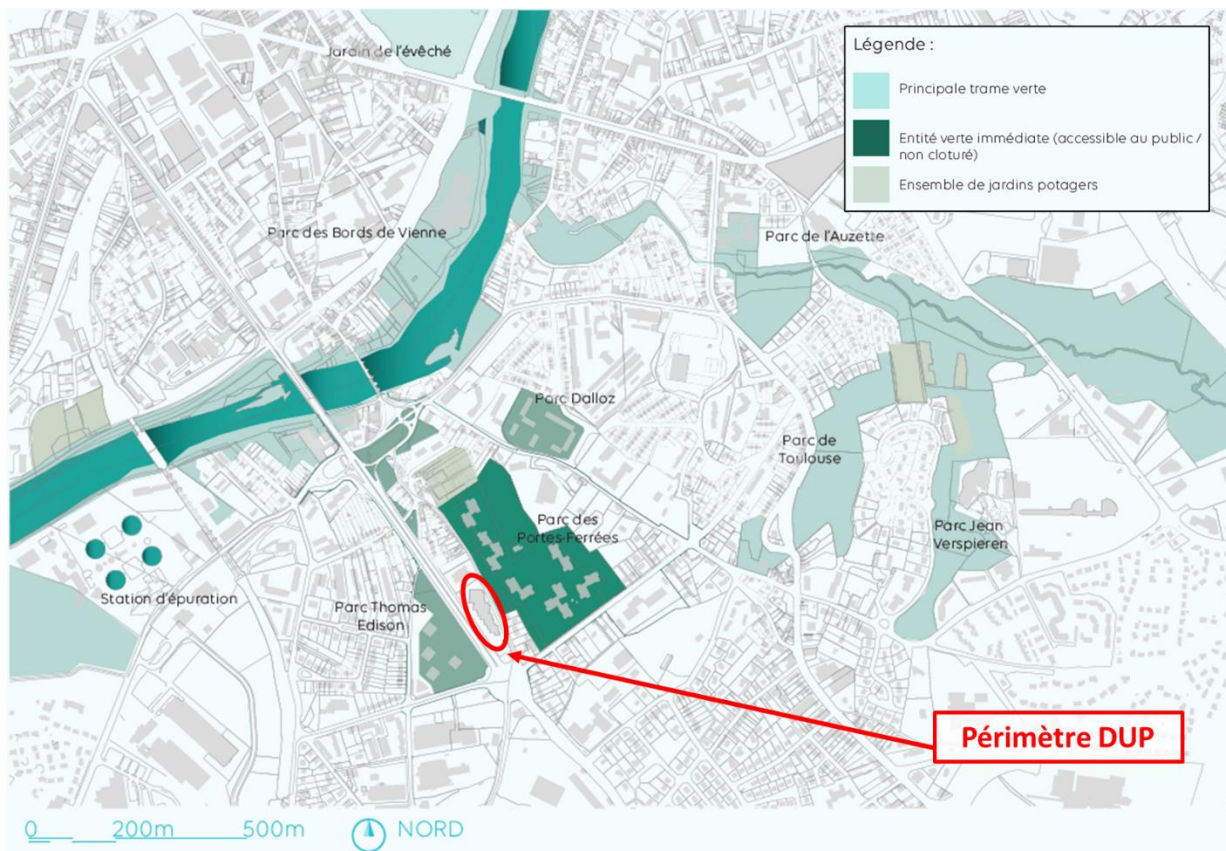 Légende :
Principale trame verte
Entité verte immédiate (accessible au public /
non cloturé)
Ensemble de jardins potagers
Jardin de l'évêché
Parc des Bords de Vienne
Parc de l'Auzette
Parc Dalloz
Parc de
Toulouse
Parc des
Portes-Ferrées
Parc Jean
Verspieren
Station d'épuration
Parc Thomas
Edison
Périmètre DUP
0 200m 500m NORD